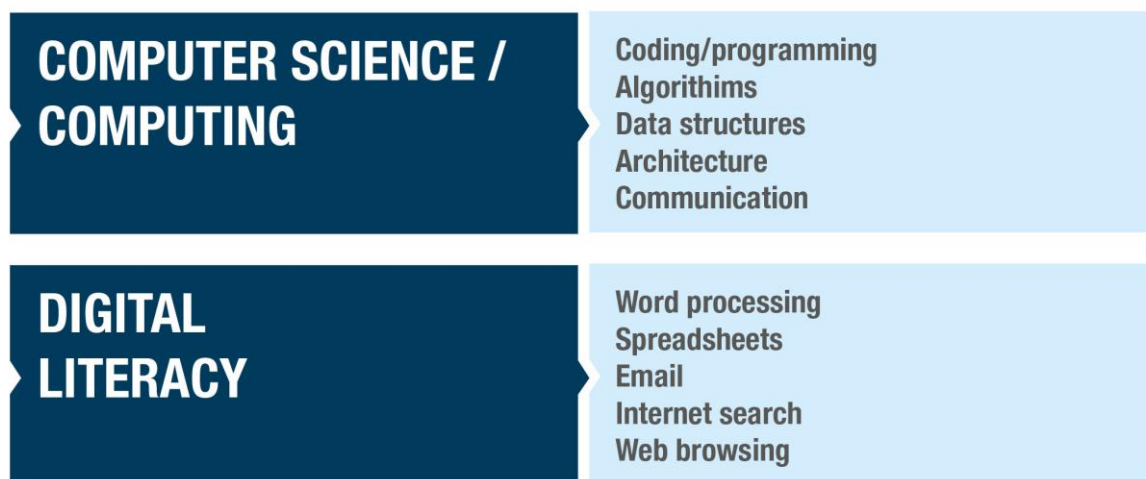 COMPUTER SCIENCE /
COMPUTING
Coding/programming
Algorithims
Data structures
Architecture
Communication
DIGITAL
LITERACY
Word processing
Spreadsheets
Email
Internet search
Web browsing